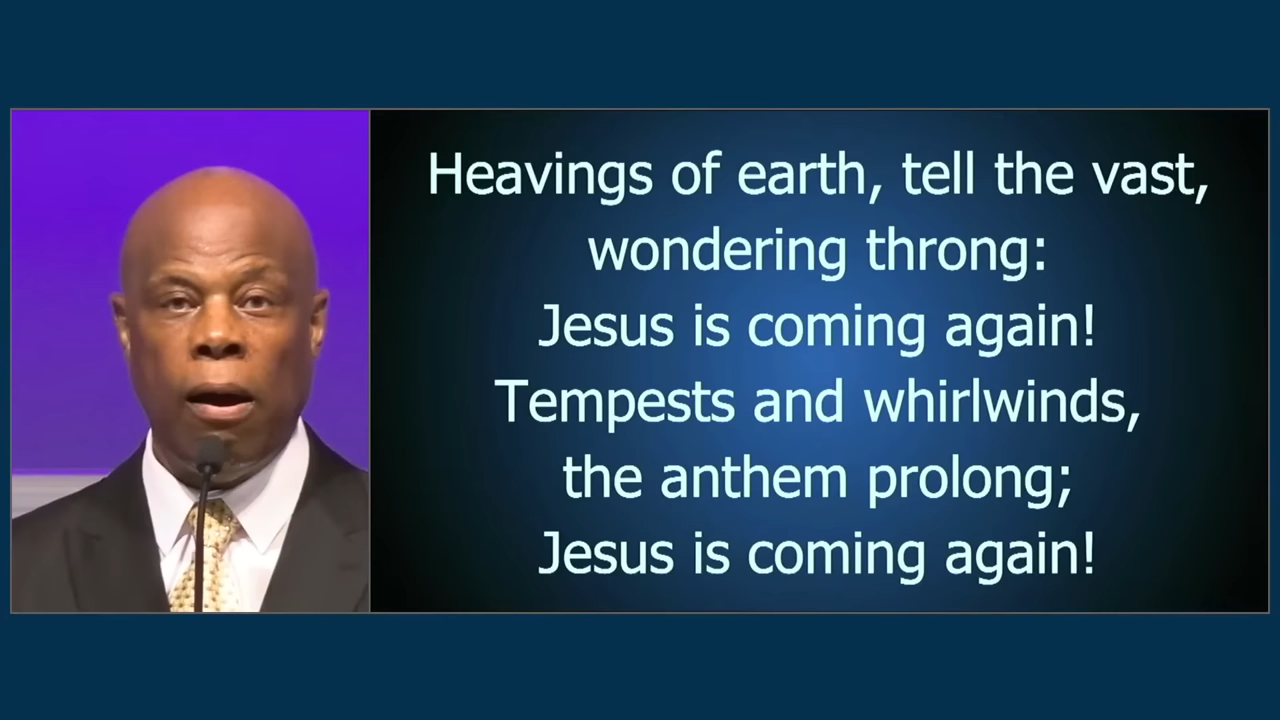 Heavings of earth, tell the vast,
wondering throng:
Jesus is coming again!
Tempests and whirlwinds,
the anthem prolong;
Jesus is coming again!